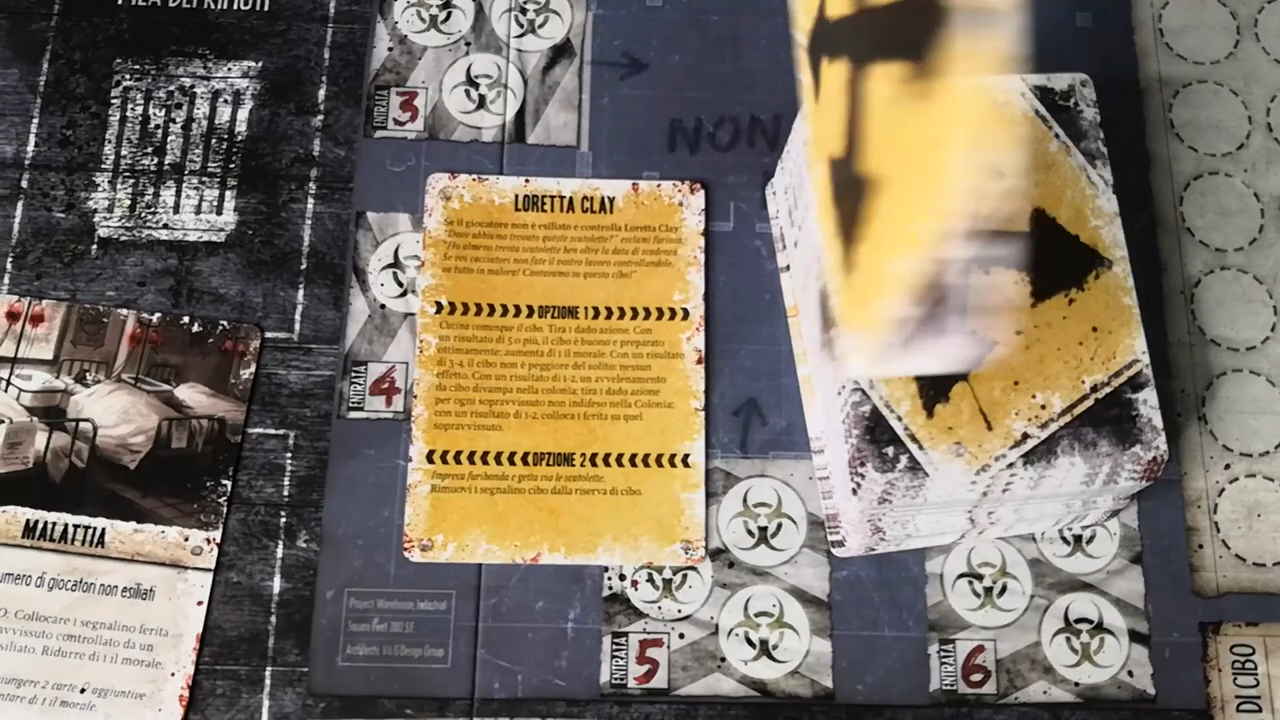 PILA DEI RIFIUTI
ENTRATA 3
NON
LORETTA CLAY
Se il giocatore non è esiliato e controlla Loretta Clay:
"Dove abbiamo trovato queste scatolette?" esclami furiosa.
"Ho almeno trenta scatolette ben oltre la data di scadenza.
Se voi cacciatori non fate il vostro lavoro controllandole,
va tutto in malora! Contavamo su questo cibo!"
OPZIONE 1
Cucina comunque il cibo. Tira 1 dado azione. Con
un risultato di 5 o più, il cibo è buono e preparato
ottimamente: aumenta di 1 il morale. Con un risultato
di 3-4, il cibo non è peggiore del solito: nessun
effetto. Con un risultato di 1-2, un avvelenamento
da cibo divampa nella colonia: tira 1 dado azione
per ogni sopravvissuto non indifeso nella Colonia;
con un risultato di 1-2, colloca 1 ferita su quel
sopravvissuto.
OPZIONE 2
Impreca furibonda e getta via le scatolette.
Rimuovi 1 segnalino cibo dalla riserva di cibo.
ENTRATA 4
MALATTIA
numero di giocatori non esiliati
O: Collocare 1 segnalino ferita
avvissuto controllato da un
siliato. Ridurre di 1 il morale.
iungere 2 carte aggiuntive
ntare di 1 il morale.
Project Warehouse, Industrial
Square Feet 7802 S.F.
Architects: V & G Design Group
ENTRATA 5
ENTRATA 6
DI CIBO